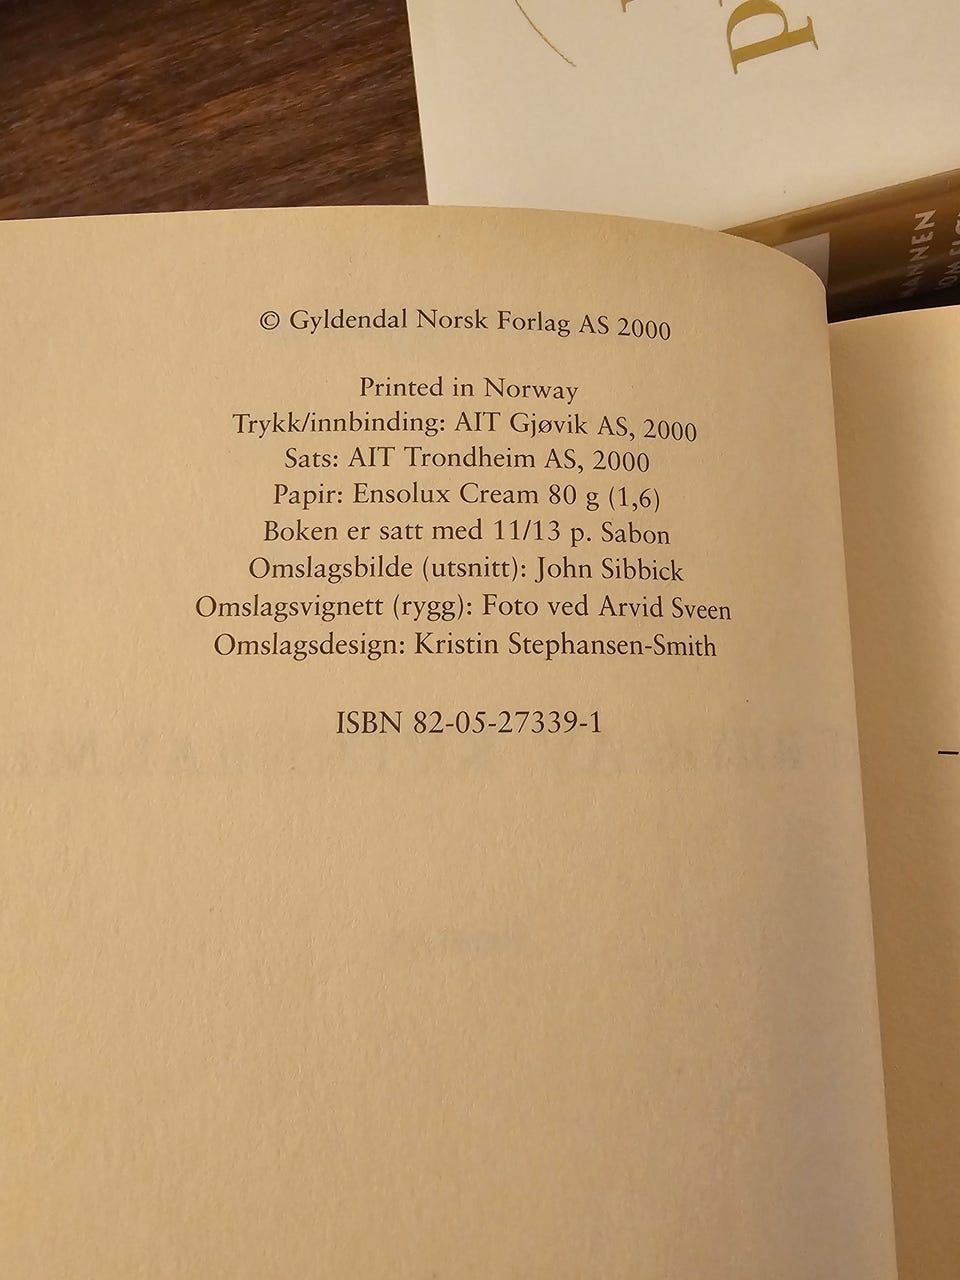 © Gyldendal Norsk Forlag AS 2000
Printed in Norway
Trykk/innbinding: AIT Gjøvik AS, 2000
Sats: AIT Trondheim AS, 2000
Papir: Ensolux Cream 80 g (1,6)
Boken er satt med 11/13 p. Sabon
Omslagsbilde (utsnitt): John Sibbick
Omslagsvignett (rygg): Foto ved Arvid Sveen
Omslagsdesign: Kristin Stephansen-Smith
ISBN 82-05-27339-1